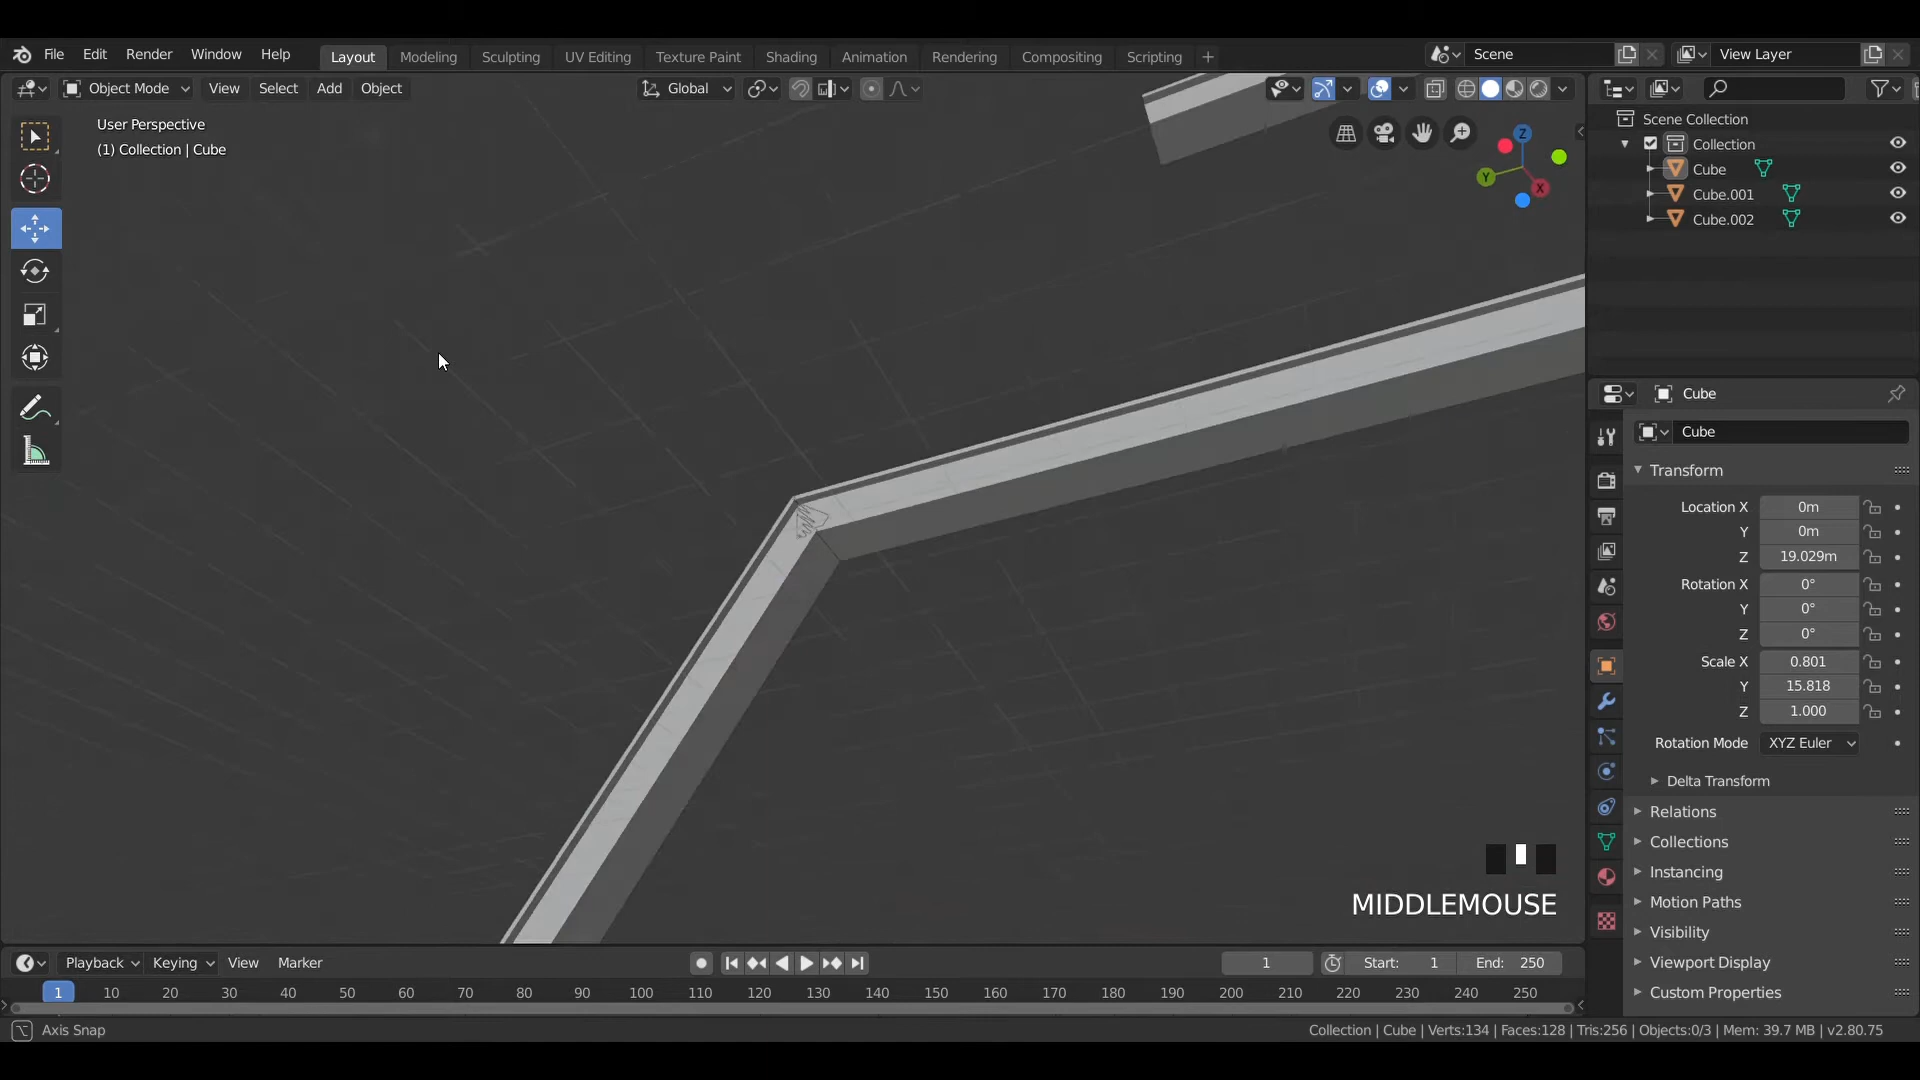 File Edit Render Window Help Layout Modeling Sculpting UV Editing Texture Paint Shading Animation Rendering Compositing Scripting + Scene View Layer
Object Mode View Select Add Object Global
User Perspective
(1) Collection | Cube
Z
Y
X
Scene Collection
Collection
Cube
Cube.001
Cube.002
Cube
Cube
Transform
Location X 0m
Y 0m
Z 19.029m
Rotation X 0°
Y 0°
Z 0°
Scale X 0.801
Y 15.818
Z 1.000
Rotation Mode XYZ Euler
Delta Transform
Relations
Collections
Instancing
Motion Paths
Visibility
Viewport Display
Custom Properties
MIDDLEMOUSE
Playback Keying View Marker 1 Start: 1 End: 250
1 10 20 30 40 50 60 70 80 90 100 110 120 130 140 150 160 170 180 190 200 210 220 230 240 250
Axis Snap Collection | Cube | Verts:134 | Faces:128 | Tris:256 | Objects:0/3 | Mem: 39.7 MB | v2.80.75